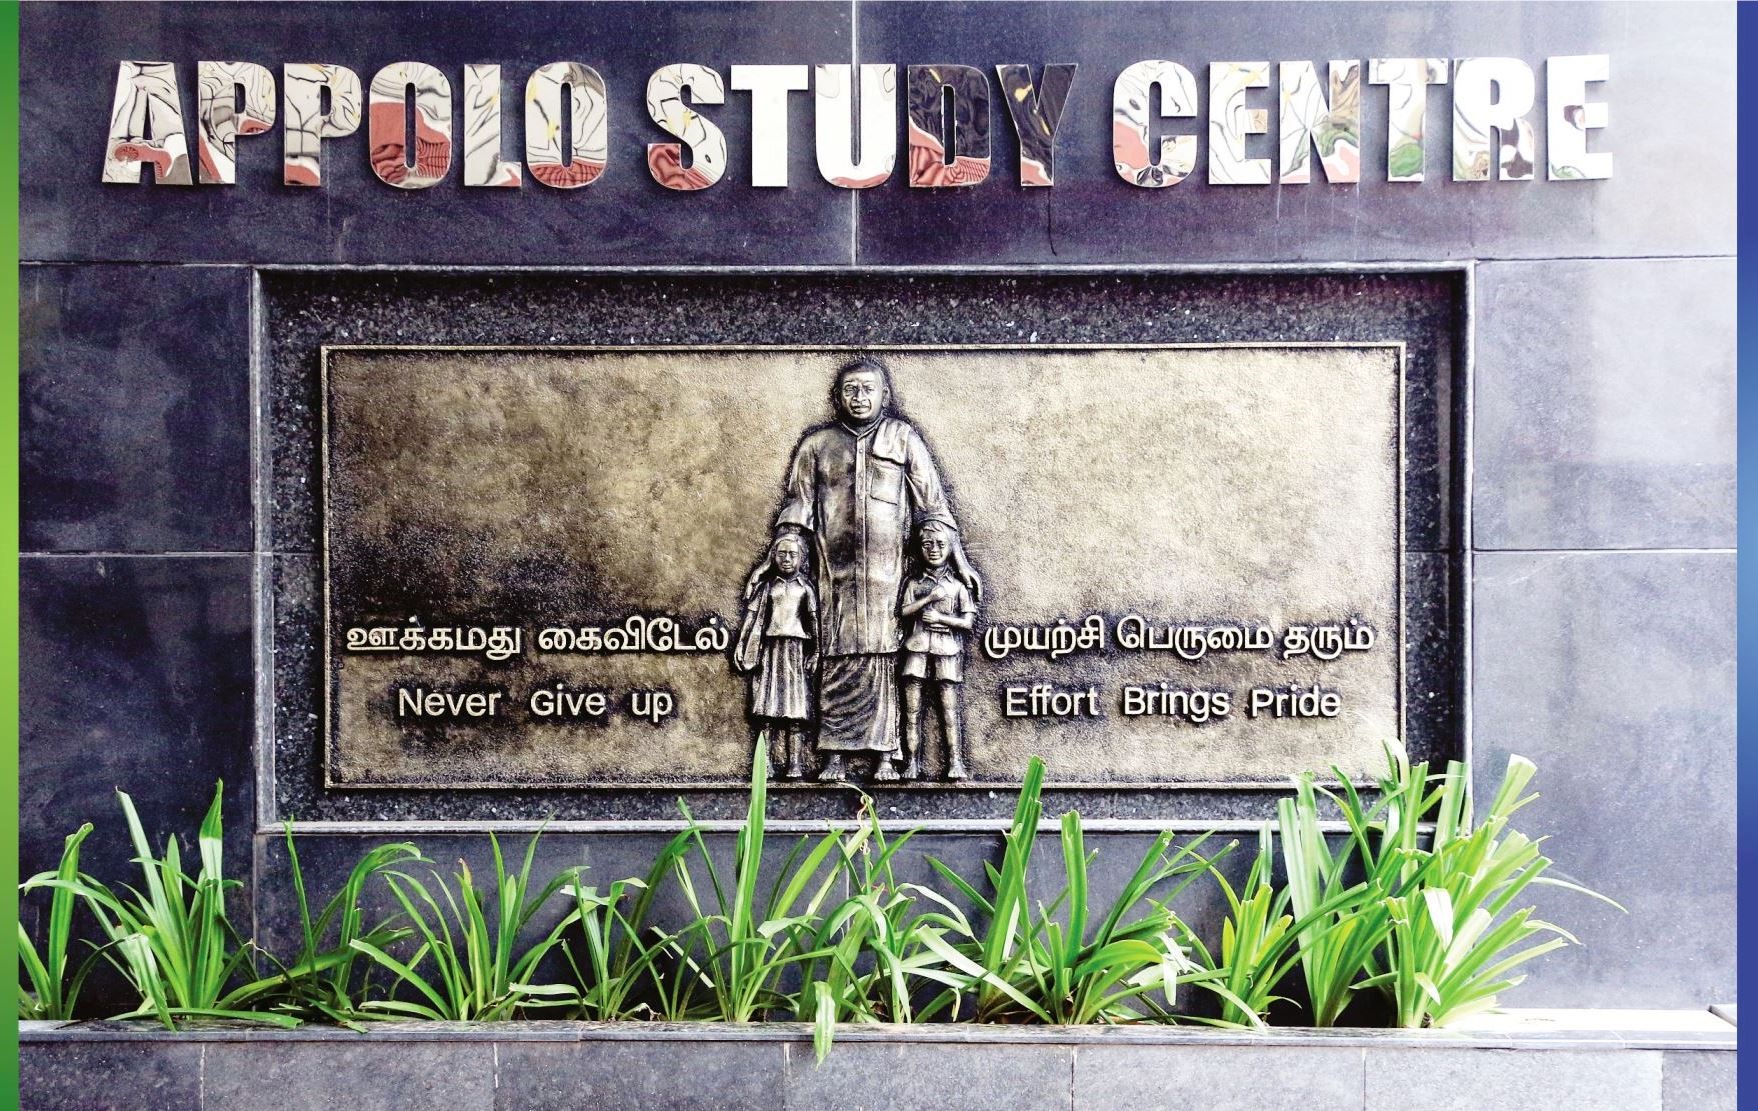 APPOLO STUDY CENTRE
ஊக்கமது கைவிடேல்
Never Give up
முயற்சி பெருமை தரும்
Effort Brings Pride